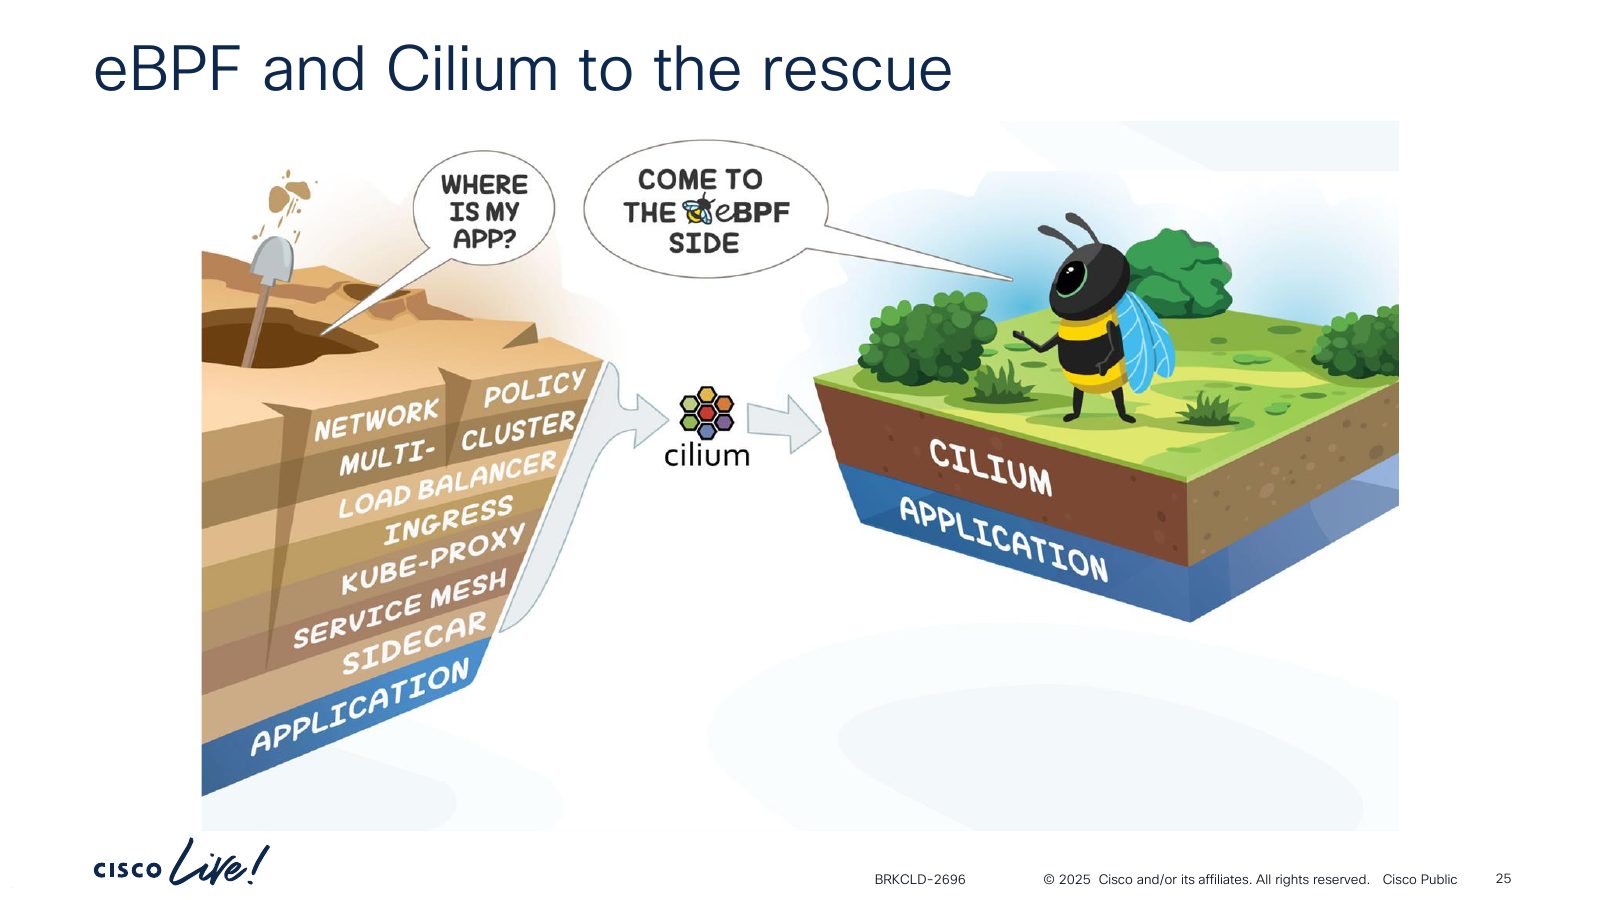 eBPF and Cilium to the rescue
WHERE
IS MY
APP?
COME TO
THE eBPF
SIDE
NETWORK POLICY
MULTI- CLUSTER
LOAD BALANCER
INGRESS
KUBE-PROXY
SERVICE MESH
SIDECAR
APPLICATION
cilium
CILIUM
APPLICATION
CISCO Live!
BRKCLD-2696
© 2025 Cisco and/or its affiliates. All rights reserved. Cisco Public
25